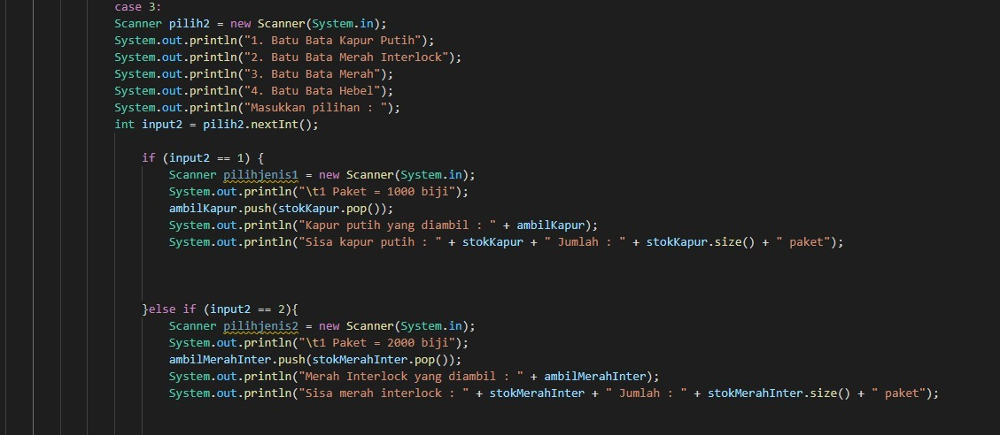 case 3:
Scanner pilih2 = new Scanner(System.in);
System.out.println("1. Batu Bata Kapur Putih");
System.out.println("2. Batu Bata Merah Interlock");
System.out.println("3. Batu Bata Merah");
System.out.println("4. Batu Bata Hebel");
System.out.println("Masukkan pilihan : ");
int input2 = pilih2.nextInt();
if (input2 == 1) {
Scanner pilihjenis1 = new Scanner(System.in);
System.out.println("\t1 Paket = 1000 biji");
ambilKapur.push(stokKapur.pop());
System.out.println("Kapur putih yang diambil : " + ambilKapur);
System.out.println("Sisa kapur putih : " + stokKapur + " Jumlah : " + stokKapur.size() + " paket");
}else if (input2 == 2){
Scanner pilihjenis2 = new Scanner(System.in);
System.out.println("\t1 Paket = 2000 biji");
ambilMerahInter.push(stokMerahInter.pop());
System.out.println("Merah Interlock yang diambil : " + ambilMerahInter);
System.out.println("Sisa merah interlock : " + stokMerahInter + " Jumlah : " + stokMerahInter.size() + " paket");